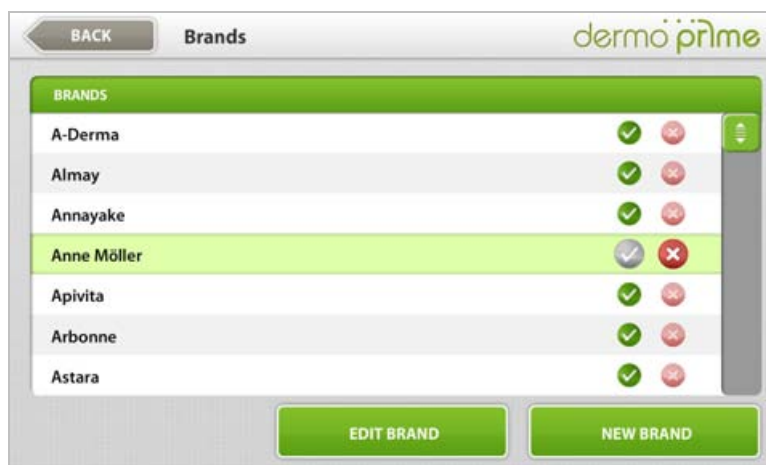 BACK
Brands
dermo prime
BRANDS
A-Derma
Almay
Annayake
Anne Möller
Apivita
Arbonne
Astara
EDIT BRAND
NEW BRAND